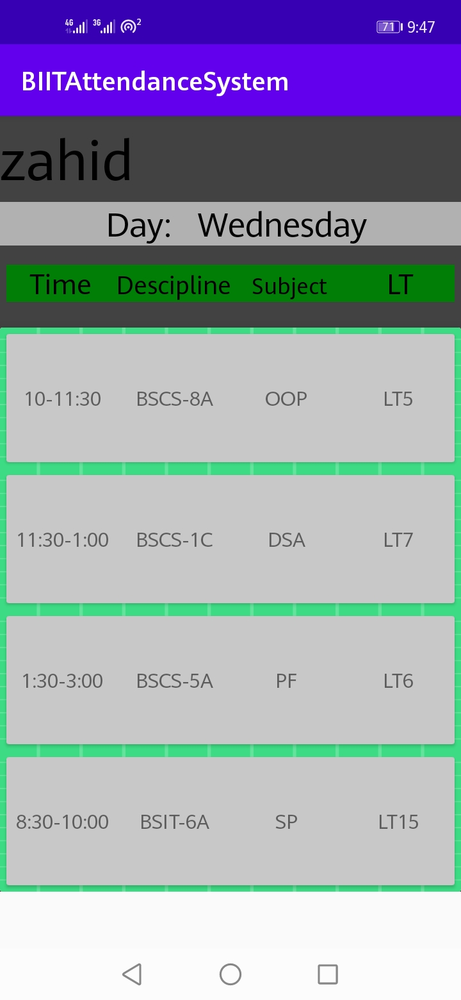 4G 3G 2 71 9:47
BIITAttendanceSystem
zahid
Day: Wednesday
Time Descipline Subject LT
10-11:30 BSCS-8A OOP LT5
11:30-1:00 BSCS-1C DSA LT7
1:30-3:00 BSCS-5A PF LT6
8:30-10:00 BSIT-6A SP LT15